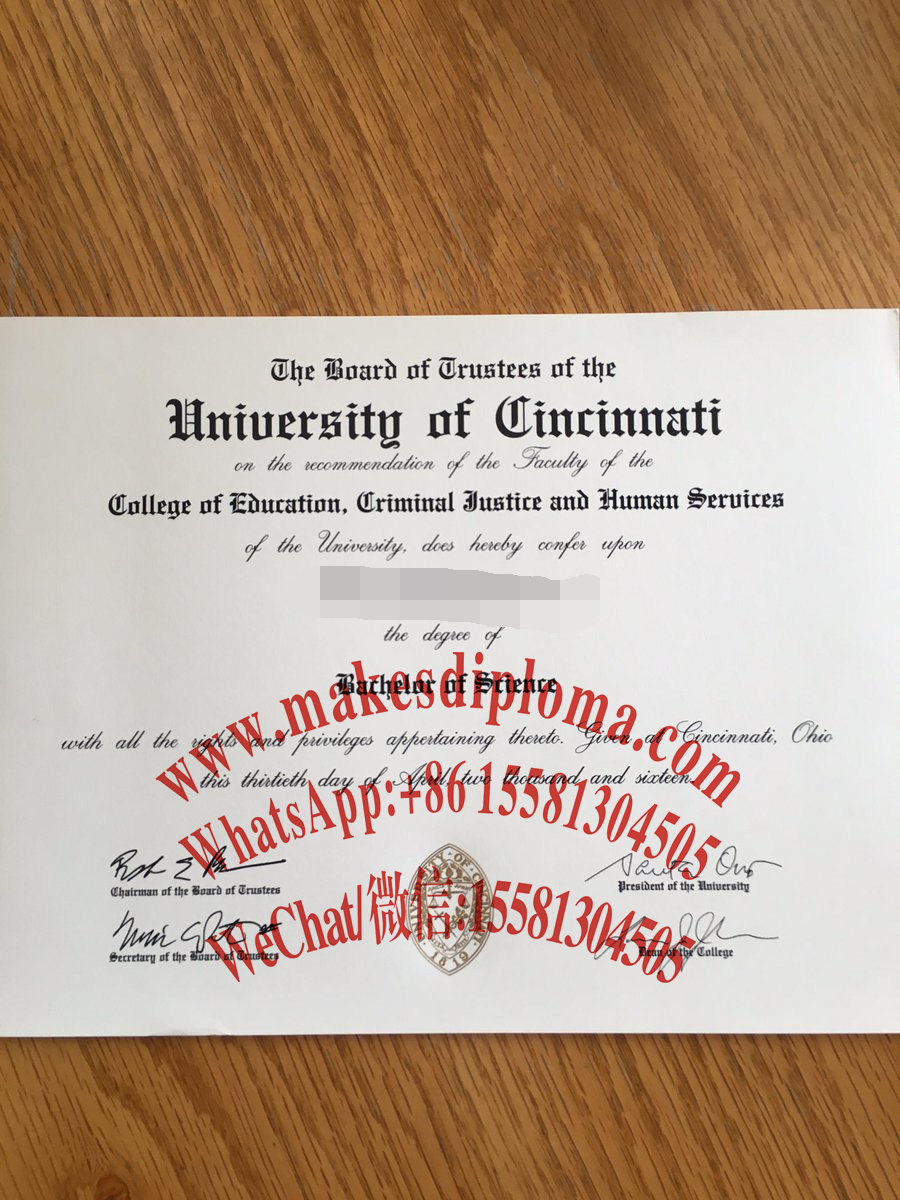 The Board of Trustees of the
University of Cincinnati
on the recommendation of the Faculty of the
College of Education, Criminal Justice and Human Services
of the University, does hereby confer upon
the degree of
Bachelor of Science
with all the rights and privileges appertaining thereto. Given at Cincinnati, Ohio
this thirtieth day of April, two thousand and sixteen.
www.makesdiploma.com
WhatsApp:+86 15581304505
WeChat/微信:15581304505
Chairman of the Board of Trustees
President of the University
Secretary of the Board of Trustees
Dean of the College
UNIVERSITY OF CINCINNATI
1819